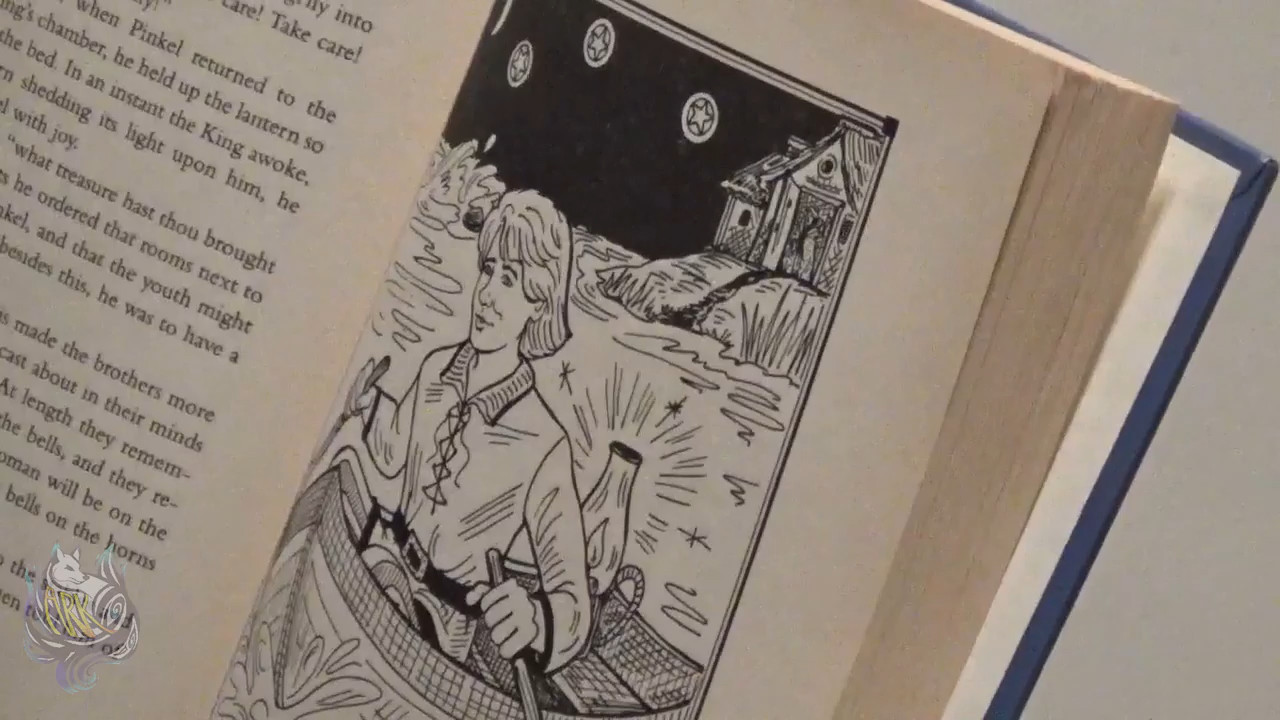 into
care! Take care!
when Pinkel returned to the
chamber, he held up the lantern so
the bed. In an instant the King awoke,
shedding its light upon him, he
with joy.
"what treasure hast thou brought
he ordered that rooms next to
and that the youth might
besides this, he was to have a
made the brothers more
cast about in their minds
At length they remem-
the bells, and they re-
will be on the
bells on the horns
the
ARK